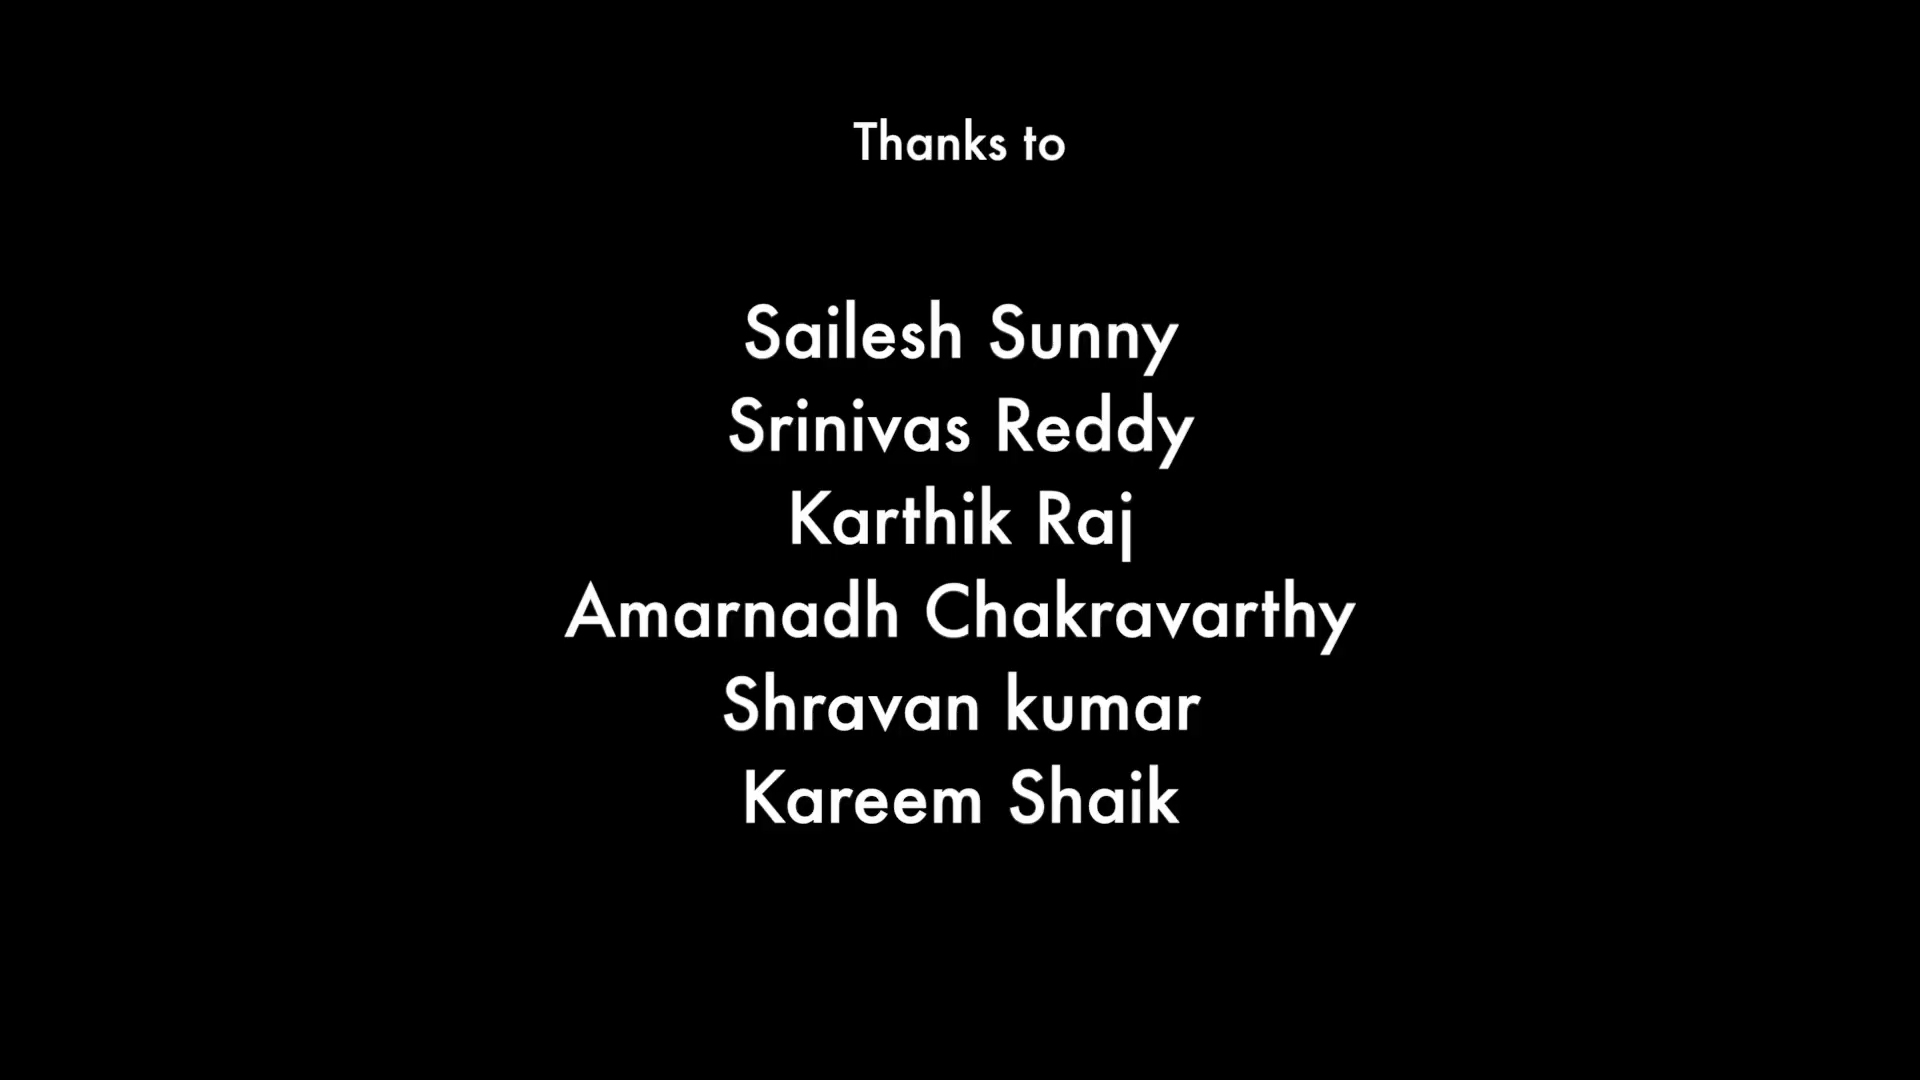 Thanks to
Sailesh Sunny
Srinivas Reddy
Karthik Raj
Amarnadh Chakravarthy
Shravan kumar
Kareem Shaik